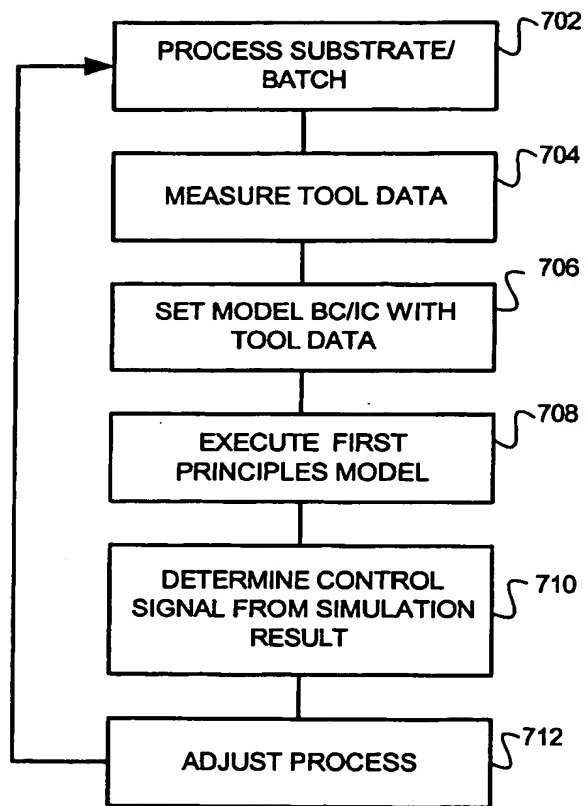 702
PROCESS SUBSTRATE/
BATCH
704
MEASURE TOOL DATA
706
SET MODEL BC/IC WITH
TOOL DATA
708
EXECUTE FIRST
PRINCIPLES MODEL
710
DETERMINE CONTROL
SIGNAL FROM SIMULATION
RESULT
712
ADJUST PROCESS